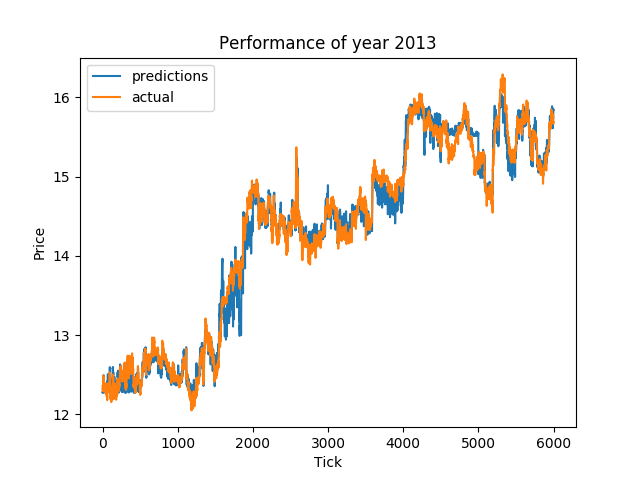 Performance of year 2013
predictions
actual
Price
16
15
14
13
12
0 1000 2000 3000 4000 5000 6000
Tick